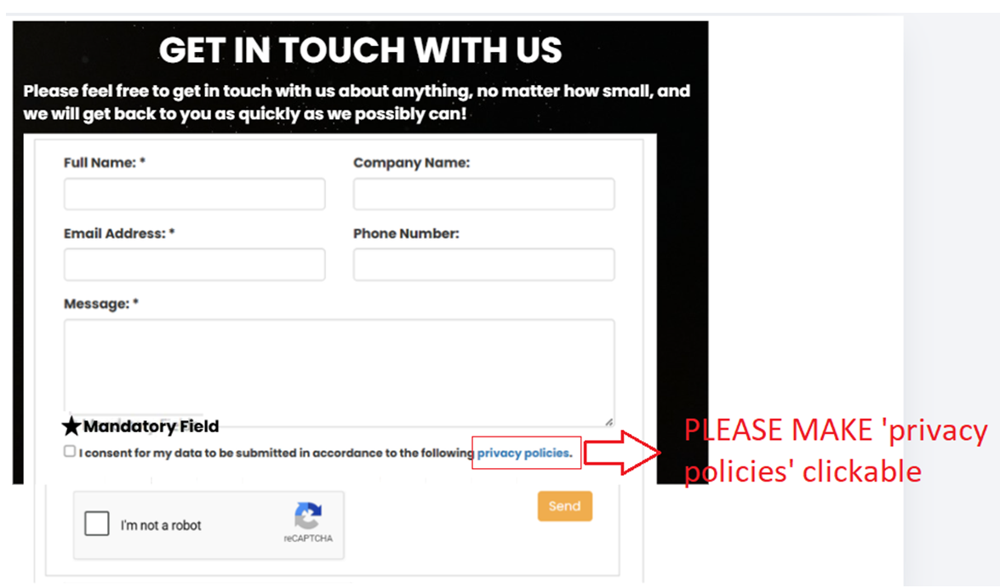 GET IN TOUCH WITH US
Please feel free to get in touch with us about anything, no matter how small, and
we will get back to you as quickly as we possibly can!
Full Name: *
Company Name:
Email Address: *
Phone Number:
Message: *
★Mandatory Field
I consent for my data to be submitted in accordance to the following privacy policies.
PLEASE MAKE 'privacy
policies' clickable
I'm not a robot
reCAPTCHA
Send